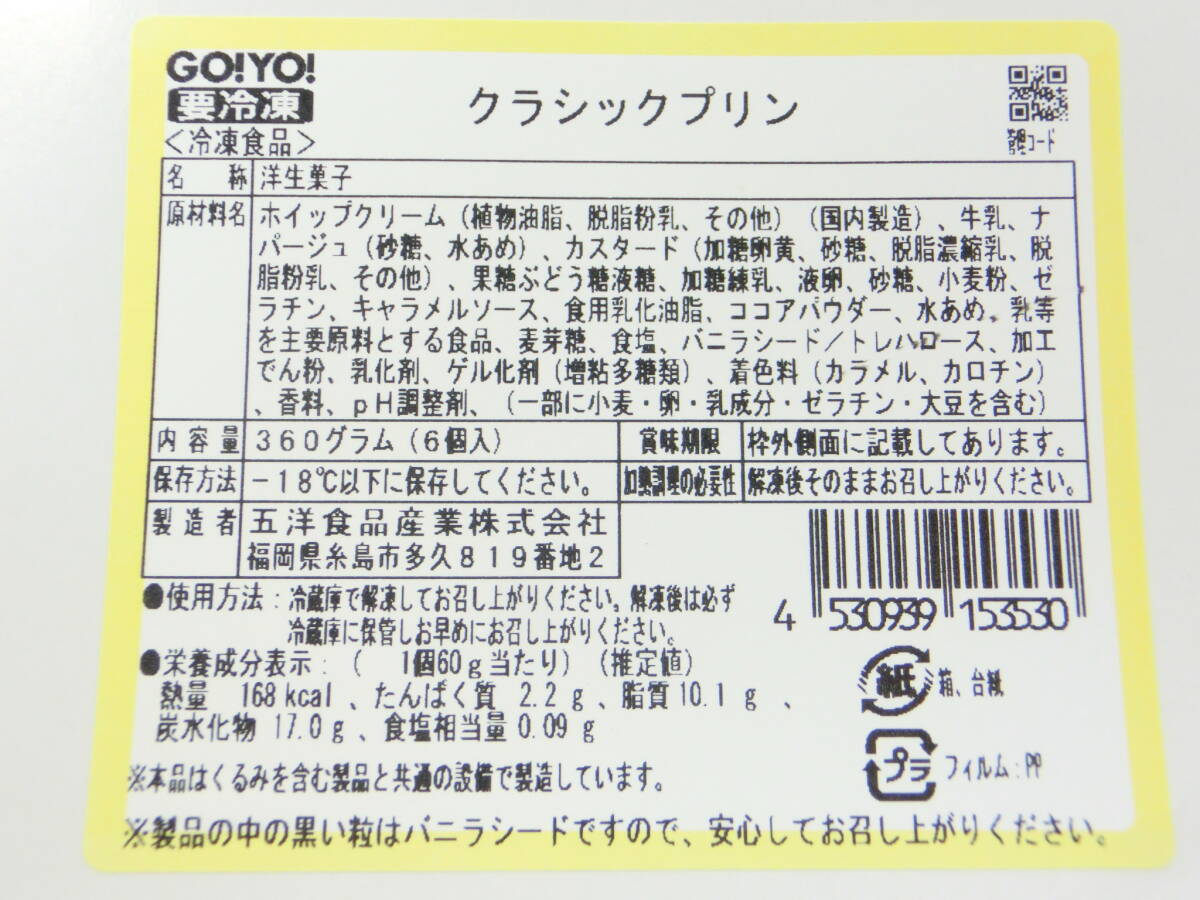 GO!YO!
要冷凍
<冷凍食品>
クラシックプリン
管理コード
名称 洋生菓子
原材料名 ホイップクリーム（植物油脂、脱脂粉乳、その他）（国内製造）、牛乳、ナ
パージュ（砂糖、水あめ）、カスタード（加糖卵黄、砂糖、脱脂濃縮乳、脱
脂粉乳、その他）、果糖ぶどう糖液糖、加糖練乳、液卵、砂糖、小麦粉、ゼ
ラチン、キャラメルソース、食用乳化油脂、ココアパウダー、水あめ、乳等
を主要原料とする食品、麦芽糖、食塩、バニラシード／トレハロース、加工
でん粉、乳化剤、ゲル化剤（増粘多糖類）、着色料（カラメル、カロチン）
、香料、ｐＨ調整剤、（一部に小麦・卵・乳成分・ゼラチン・大豆を含む）
内容量 ３６０グラム（６個入） 賞味期限 枠外側面に記載してあります。
保存方法 －１８℃以下に保存してください。 加熱調理の必要性 解凍後そのままお召し上がりください。
製造者 五洋食品産業株式会社
福岡県糸島市多久８１９番地２
●使用方法：冷蔵庫で解凍してお召し上がりください。解凍後は必ず
冷蔵庫に保管しお早めにお召し上がりください。
4 530939 153530
●栄養成分表示：（ 1個60ｇ当たり）（推定値）
熱量 168 kcal 、たんぱく質 2.2 g 、脂質 10.1 g 、
炭水化物 17.0 g 、食塩相当量 0.09 g
紙 箱、台紙
プラ フィルム：PP
※本品はくるみを含む製品と共通の設備で製造しています。
※製品の中の黒い粒はバニラシードですので、安心してお召し上がりください。